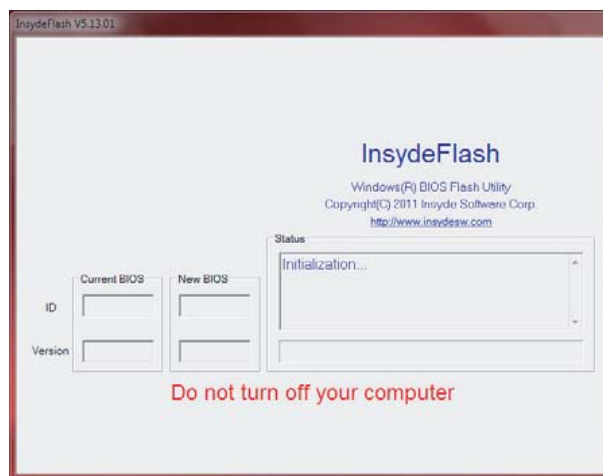 InsydeFlash V5.13.01
InsydeFlash
Windows(R) BIOS Flash Utility
Copyright(C) 2011 Insyde Software Corp.
http://www.insydesw.com
Status
Initialization...
Current BIOS
New BIOS
ID
Version
Do not turn off your computer